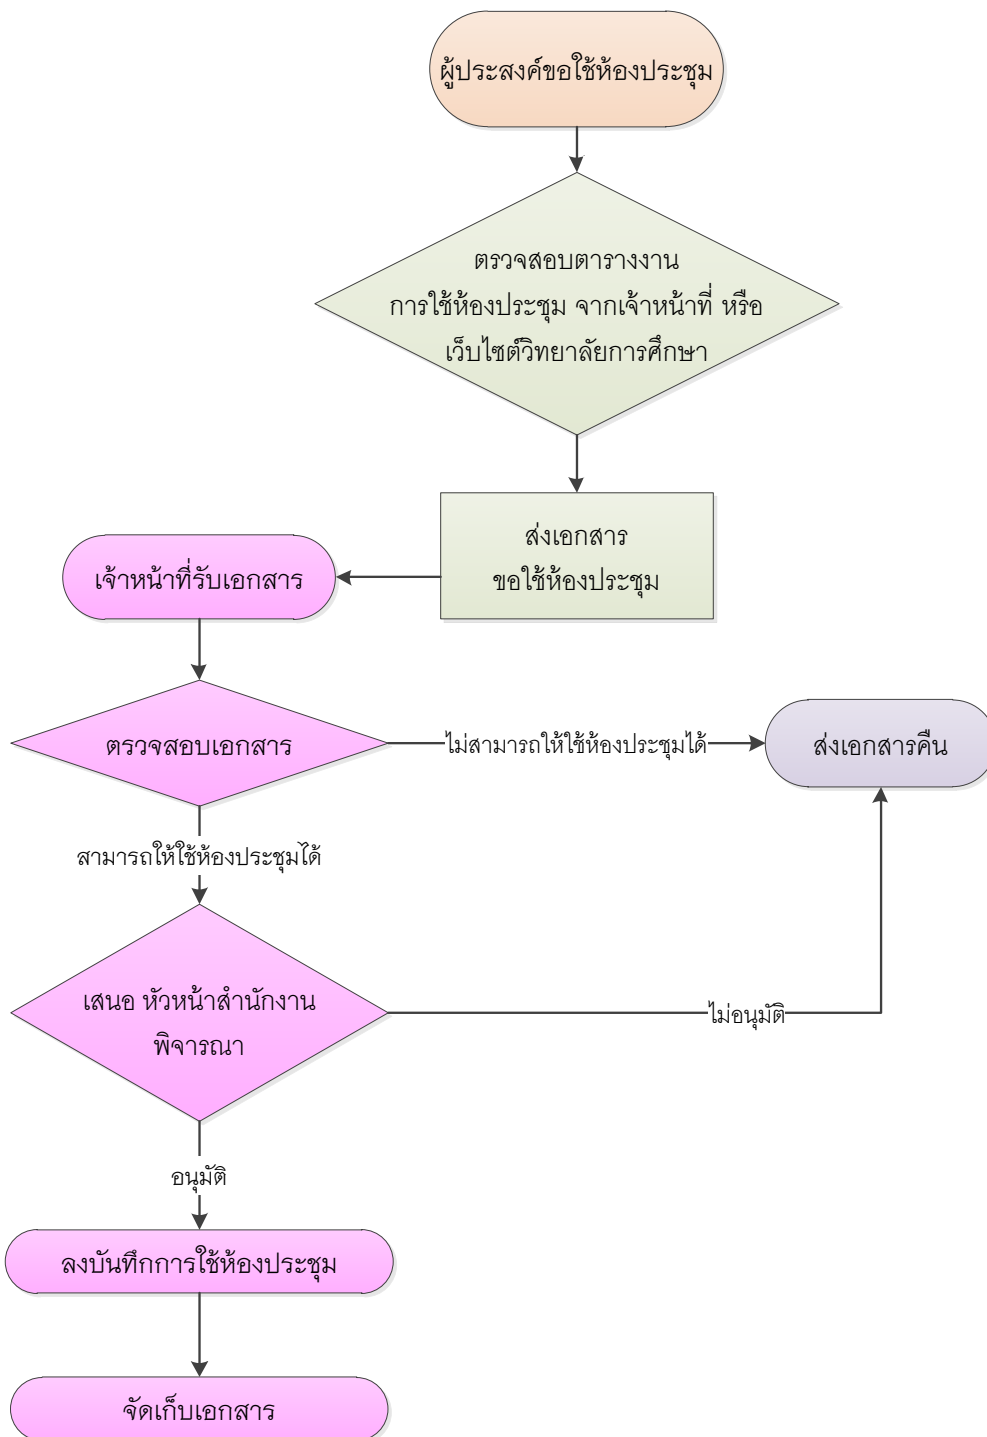 ผู้ประสงค์ขอใช้ห้องประชุม
ตรวจสอบตารางงาน
การใช้ห้องประชุม จากเจ้าหน้าที่ หรือ
เว็บไซต์วิทยาลัยการศึกษา
ส่งเอกสาร
ขอใช้ห้องประชุม
เจ้าหน้าที่รับเอกสาร
ตรวจสอบเอกสาร
ไม่สามารถให้ใช้ห้องประชุมได้
ส่งเอกสารคืน
สามารถให้ใช้ห้องประชุมได้
เสนอ หัวหน้าสำนักงาน
พิจารณา
ไม่อนุมัติ
อนุมัติ
ลงบันทึกการใช้ห้องประชุม
จัดเก็บเอกสาร